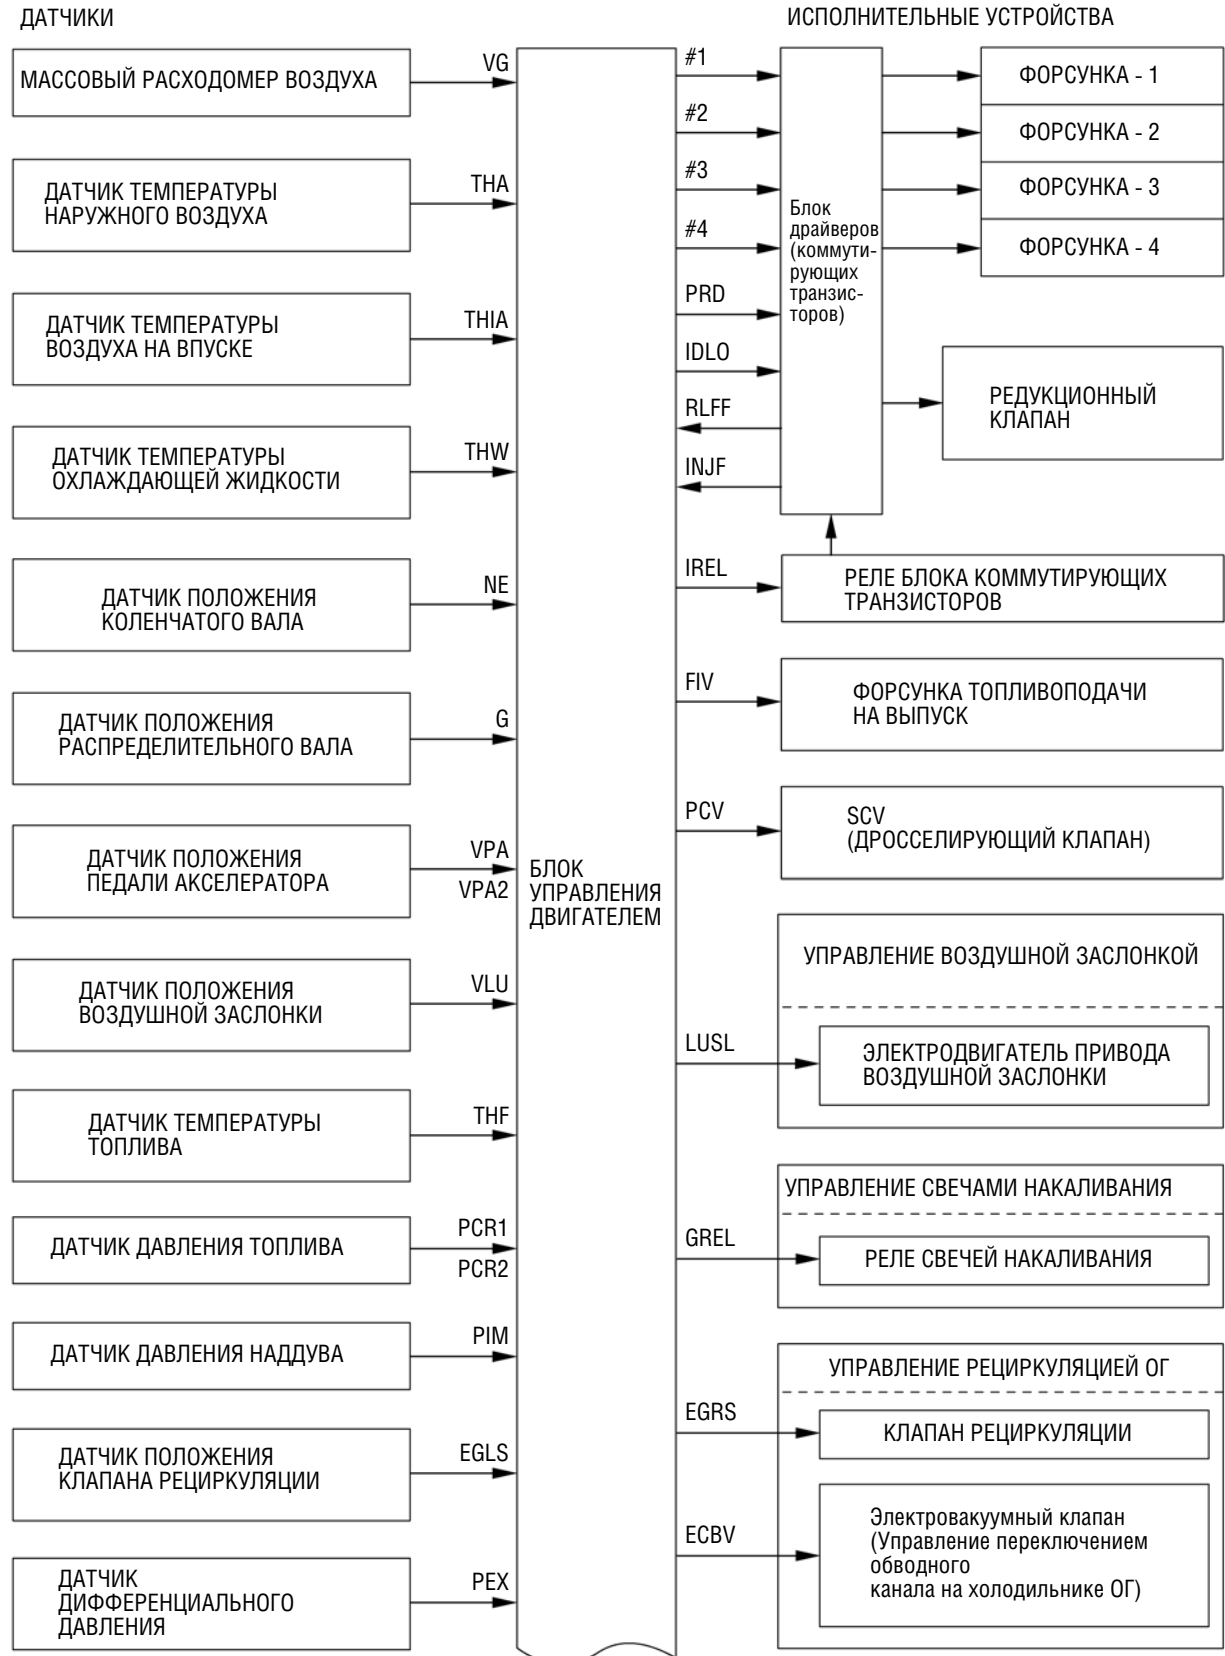 ДАТЧИКИ
МАССОВЫЙ РАСХОДОМЕР ВОЗДУХА
VG
ДАТЧИК ТЕМПЕРАТУРЫ
НАРУЖНОГО ВОЗДУХА
THA
ДАТЧИК ТЕМПЕРАТУРЫ
ВОЗДУХА НА ВПУСКЕ
THIA
ДАТЧИК ТЕМПЕРАТУРЫ
ОХЛАЖДАЮЩЕЙ ЖИДКОСТИ
THW
ДАТЧИК ПОЛОЖЕНИЯ
КОЛЕНЧАТОГО ВАЛА
NE
ДАТЧИК ПОЛОЖЕНИЯ
РАСПРЕДЕЛИТЕЛЬНОГО ВАЛА
G
ДАТЧИК ПОЛОЖЕНИЯ
ПЕДАЛИ АКСЕЛЕРАТОРА
VPA
VPA2
ДАТЧИК ПОЛОЖЕНИЯ
ВОЗДУШНОЙ ЗАСЛОНКИ
VLU
ДАТЧИК ТЕМПЕРАТУРЫ
ТОПЛИВА
THF
ДАТЧИК ДАВЛЕНИЯ ТОПЛИВА
PCR1
PCR2
ДАТЧИК ДАВЛЕНИЯ НАДДУВА
PIM
ДАТЧИК ПОЛОЖЕНИЯ
КЛАПАНА РЕЦИРКУЛЯЦИИ
EGLS
ДАТЧИК
ДИФФЕРЕНЦИАЛЬНОГО
ДАВЛЕНИЯ
PEX
БЛОК
УПРАВЛЕНИЯ
ДВИГАТЕЛЕМ
ИСПОЛНИТЕЛЬНЫЕ УСТРОЙСТВА
#1
#2
#3
#4
PRD
IDLO
RLFF
INJF
Блок
драйверов
(коммути-
рующих
транзис-
торов)
ФОРСУНКА - 1
ФОРСУНКА - 2
ФОРСУНКА - 3
ФОРСУНКА - 4
РЕДУКЦИОННЫЙ
КЛАПАН
IREL
РЕЛЕ БЛОКА КОММУТИРУЮЩИХ
ТРАНЗИСТОРОВ
FIV
ФОРСУНКА ТОПЛИВОПОДАЧИ
НА ВЫПУСК
PCV
SCV
(ДРОССЕЛИРУЮЩИЙ КЛАПАН)
УПРАВЛЕНИЕ ВОЗДУШНОЙ ЗАСЛОНКОЙ
LUSL
ЭЛЕКТРОДВИГАТЕЛЬ ПРИВОДА
ВОЗДУШНОЙ ЗАСЛОНКИ
УПРАВЛЕНИЕ СВЕЧАМИ НАКАЛИВАНИЯ
GREL
РЕЛЕ СВЕЧЕЙ НАКАЛИВАНИЯ
УПРАВЛЕНИЕ РЕЦИРКУЛЯЦИЕЙ ОГ
EGRS
КЛАПАН РЕЦИРКУЛЯЦИИ
ECBV
Электровакуумный клапан
(Управление переключением
обводного
канала на холодильнике ОГ)